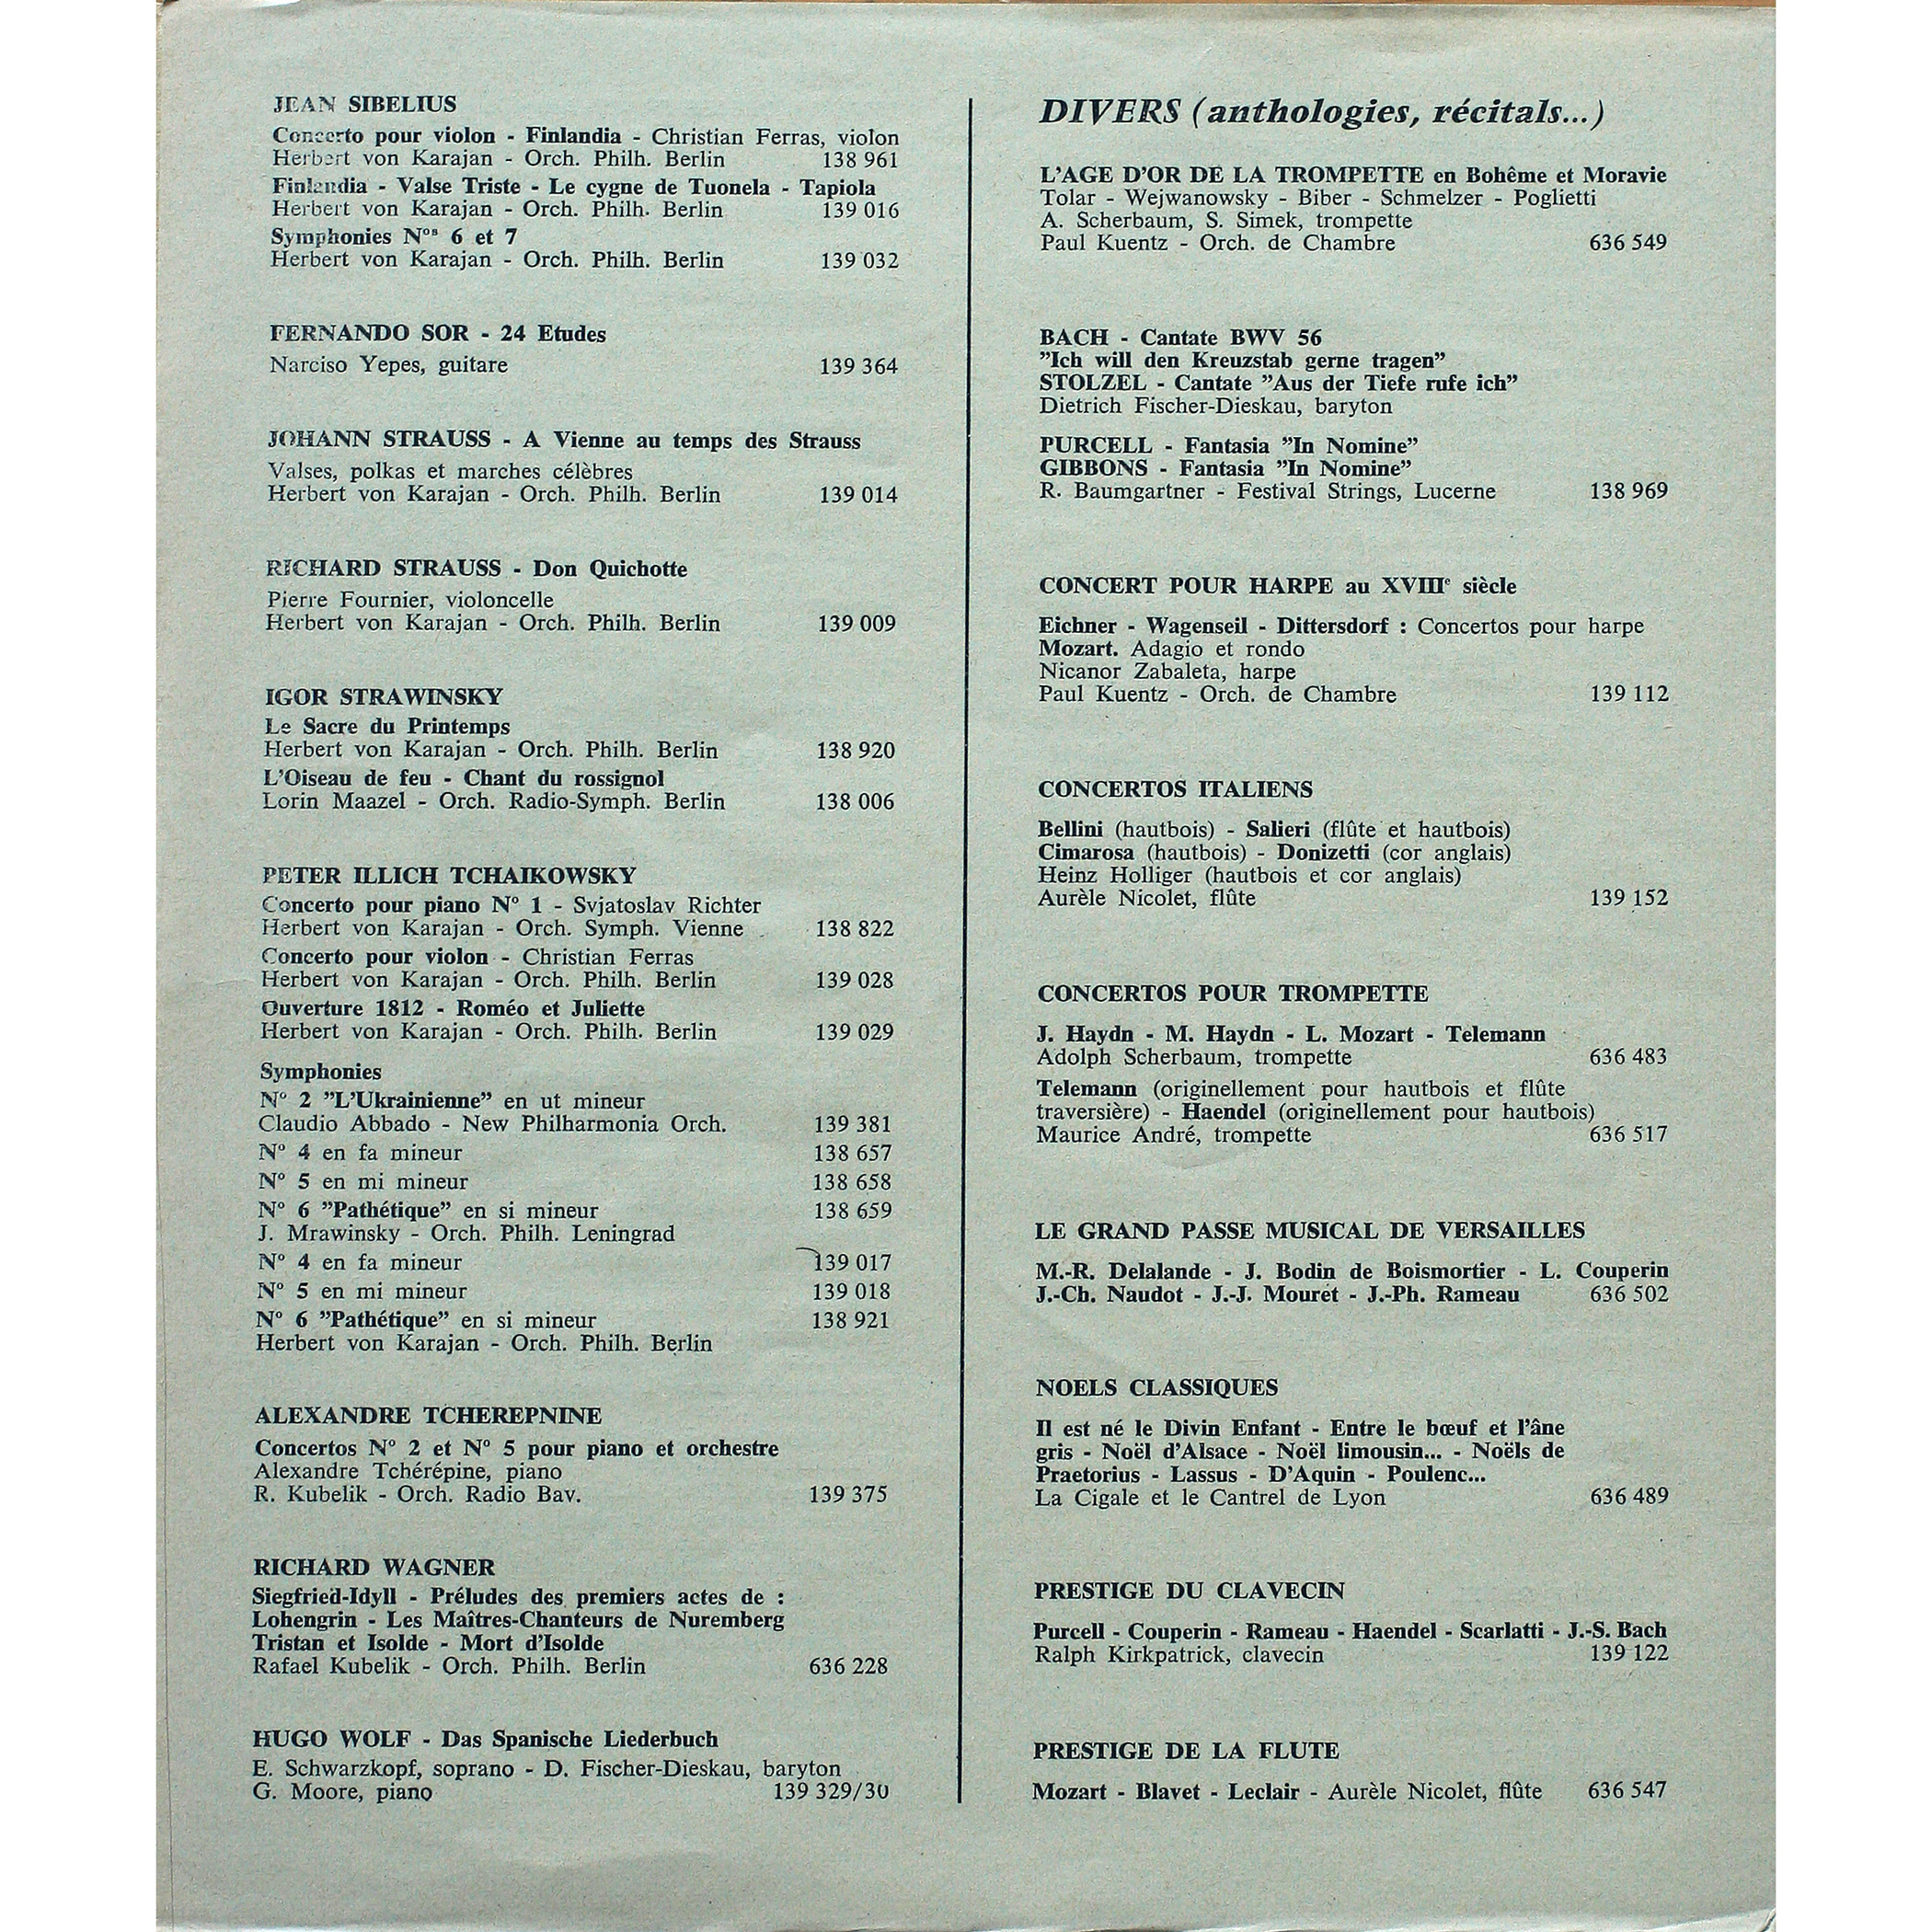 JEAN SIBELIUS
Concerto pour violon - Finlandia - Christian Ferras, violon
Herbert von Karajan - Orch. Philh. Berlin 138 961
Finlandia - Valse Triste - Le cygne de Tuonela - Tapiola
Herbert von Karajan - Orch. Philh. Berlin 139 016
Symphonies Nos 6 et 7
Herbert von Karajan - Orch. Philh. Berlin 139 032
FERNANDO SOR - 24 Etudes
Narciso Yepes, guitare 139 364
JOHANN STRAUSS - A Vienne au temps des Strauss
Valses, polkas et marches célèbres
Herbert von Karajan - Orch. Philh. Berlin 139 014
RICHARD STRAUSS - Don Quichotte
Pierre Fournier, violoncelle
Herbert von Karajan - Orch. Philh. Berlin 139 009
IGOR STRAWINSKY
Le Sacre du Printemps
Herbert von Karajan - Orch. Philh. Berlin 138 920
L'Oiseau de feu - Chant du rossignol
Lorin Maazel - Orch. Radio-Symph. Berlin 138 006
PETER ILLICH TCHAIKOWSKY
Concerto pour piano Nº 1 - Svjatoslav Richter
Herbert von Karajan - Orch. Symph. Vienne 138 822
Concerto pour violon - Christian Ferras
Herbert von Karajan - Orch. Philh. Berlin 139 028
Ouverture 1812 - Roméo et Juliette
Herbert von Karajan - Orch. Philh. Berlin 139 029
Symphonies
Nº 2 ”L'Ukrainienne” en ut mineur
Claudio Abbado - New Philharmonia Orch. 139 381
Nº 4 en fa mineur 138 657
Nº 5 en mi mineur 138 658
Nº 6 ”Pathétique” en si mineur 138 659
J. Mrawinsky - Orch. Philh. Leningrad
Nº 4 en fa mineur 139 017
Nº 5 en mi mineur 139 018
Nº 6 ”Pathétique” en si mineur 138 921
Herbert von Karajan - Orch. Philh. Berlin
ALEXANDRE TCHEREPNINE
Concertos Nº 2 et Nº 5 pour piano et orchestre
Alexandre Tchérépine, piano
R. Kubelik - Orch. Radio Bav. 139 375
RICHARD WAGNER
Siegfried-Idyll - Préludes des premiers actes de :
Lohengrin - Les Maîtres-Chanteurs de Nuremberg
Tristan et Isolde - Mort d'Isolde
Rafael Kubelik - Orch. Philh. Berlin 636 228
HUGO WOLF - Das Spanische Liederbuch
E. Schwarzkopf, soprano - D. Fischer-Dieskau, baryton
G. Moore, piano 139 329/30
DIVERS (anthologies, récitals...)
L'AGE D'OR DE LA TROMPETTE en Bohême et Moravie
Tolar - Wejwanowsky - Biber - Schmelzer - Poglietti
A. Scherbaum, S. Simek, trompette
Paul Kuentz - Orch. de Chambre 636 549
BACH - Cantate BWV 56
”Ich will den Kreuzstab gerne tragen”
STOLZEL - Cantate ”Aus der Tiefe rufe ich”
Dietrich Fischer-Dieskau, baryton
PURCELL - Fantasia ”In Nomine”
GIBBONS - Fantasia ”In Nomine”
R. Baumgartner - Festival Strings, Lucerne 138 969
CONCERT POUR HARPE au XVIIIe siècle
Eichner - Wagenseil - Dittersdorf : Concertos pour harpe
Mozart. Adagio et rondo
Nicanor Zabaleta, harpe
Paul Kuentz - Orch. de Chambre 139 112
CONCERTOS ITALIENS
Bellini (hautbois) - Salieri (flûte et hautbois)
Cimarosa (hautbois) - Donizetti (cor anglais)
Heinz Holliger (hautbois et cor anglais)
Aurèle Nicolet, flûte 139 152
CONCERTOS POUR TROMPETTE
J. Haydn - M. Haydn - L. Mozart - Telemann
Adolph Scherbaum, trompette 636 483
Telemann (originellement pour hautbois et flûte
traversière) - Haendel (originellement pour hautbois)
Maurice André, trompette 636 517
LE GRAND PASSE MUSICAL DE VERSAILLES
M.-R. Delalande - J. Bodin de Boismortier - L. Couperin
J.-Ch. Naudot - J.-J. Mouret - J.-Ph. Rameau 636 502
NOELS CLASSIQUES
Il est né le Divin Enfant - Entre le bœuf et l'âne
gris - Noël d'Alsace - Noël limousin... - Noëls de
Praetorius - Lassus - D'Aquin - Poulenc...
La Cigale et le Cantrel de Lyon 636 489
PRESTIGE DU CLAVECIN
Purcell - Couperin - Rameau - Haendel - Scarlatti - J.-S. Bach
Ralph Kirkpatrick, clavecin 139 122
PRESTIGE DE LA FLUTE
Mozart - Blavet - Leclair - Aurèle Nicolet, flûte 636 547